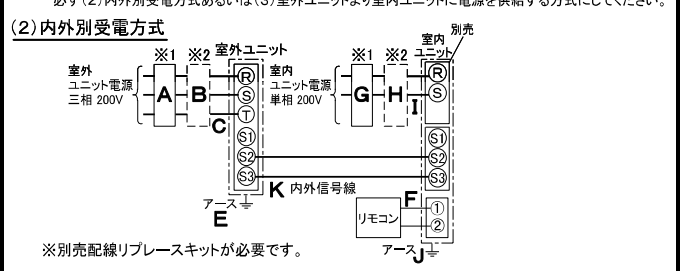 必ず(2)内外別受電方式あるいは(3)室外ユニットより室内ユニットに電源を供給する方式にしてください。
(2)内外別受電方式
※1 ※2 室外ユニット
室外
ユニット電源
三相 200V
A B
C
R
S
T
S1
S2
S3
アース
E
※1 ※2 室内
ユニット
別売
室内
ユニット電源
単相 200V
G H
I
R
S
S1
S2
S3
K 内外信号線
リモコン
F
①
②
アース J
※別売配線リプレースキットが必要です。